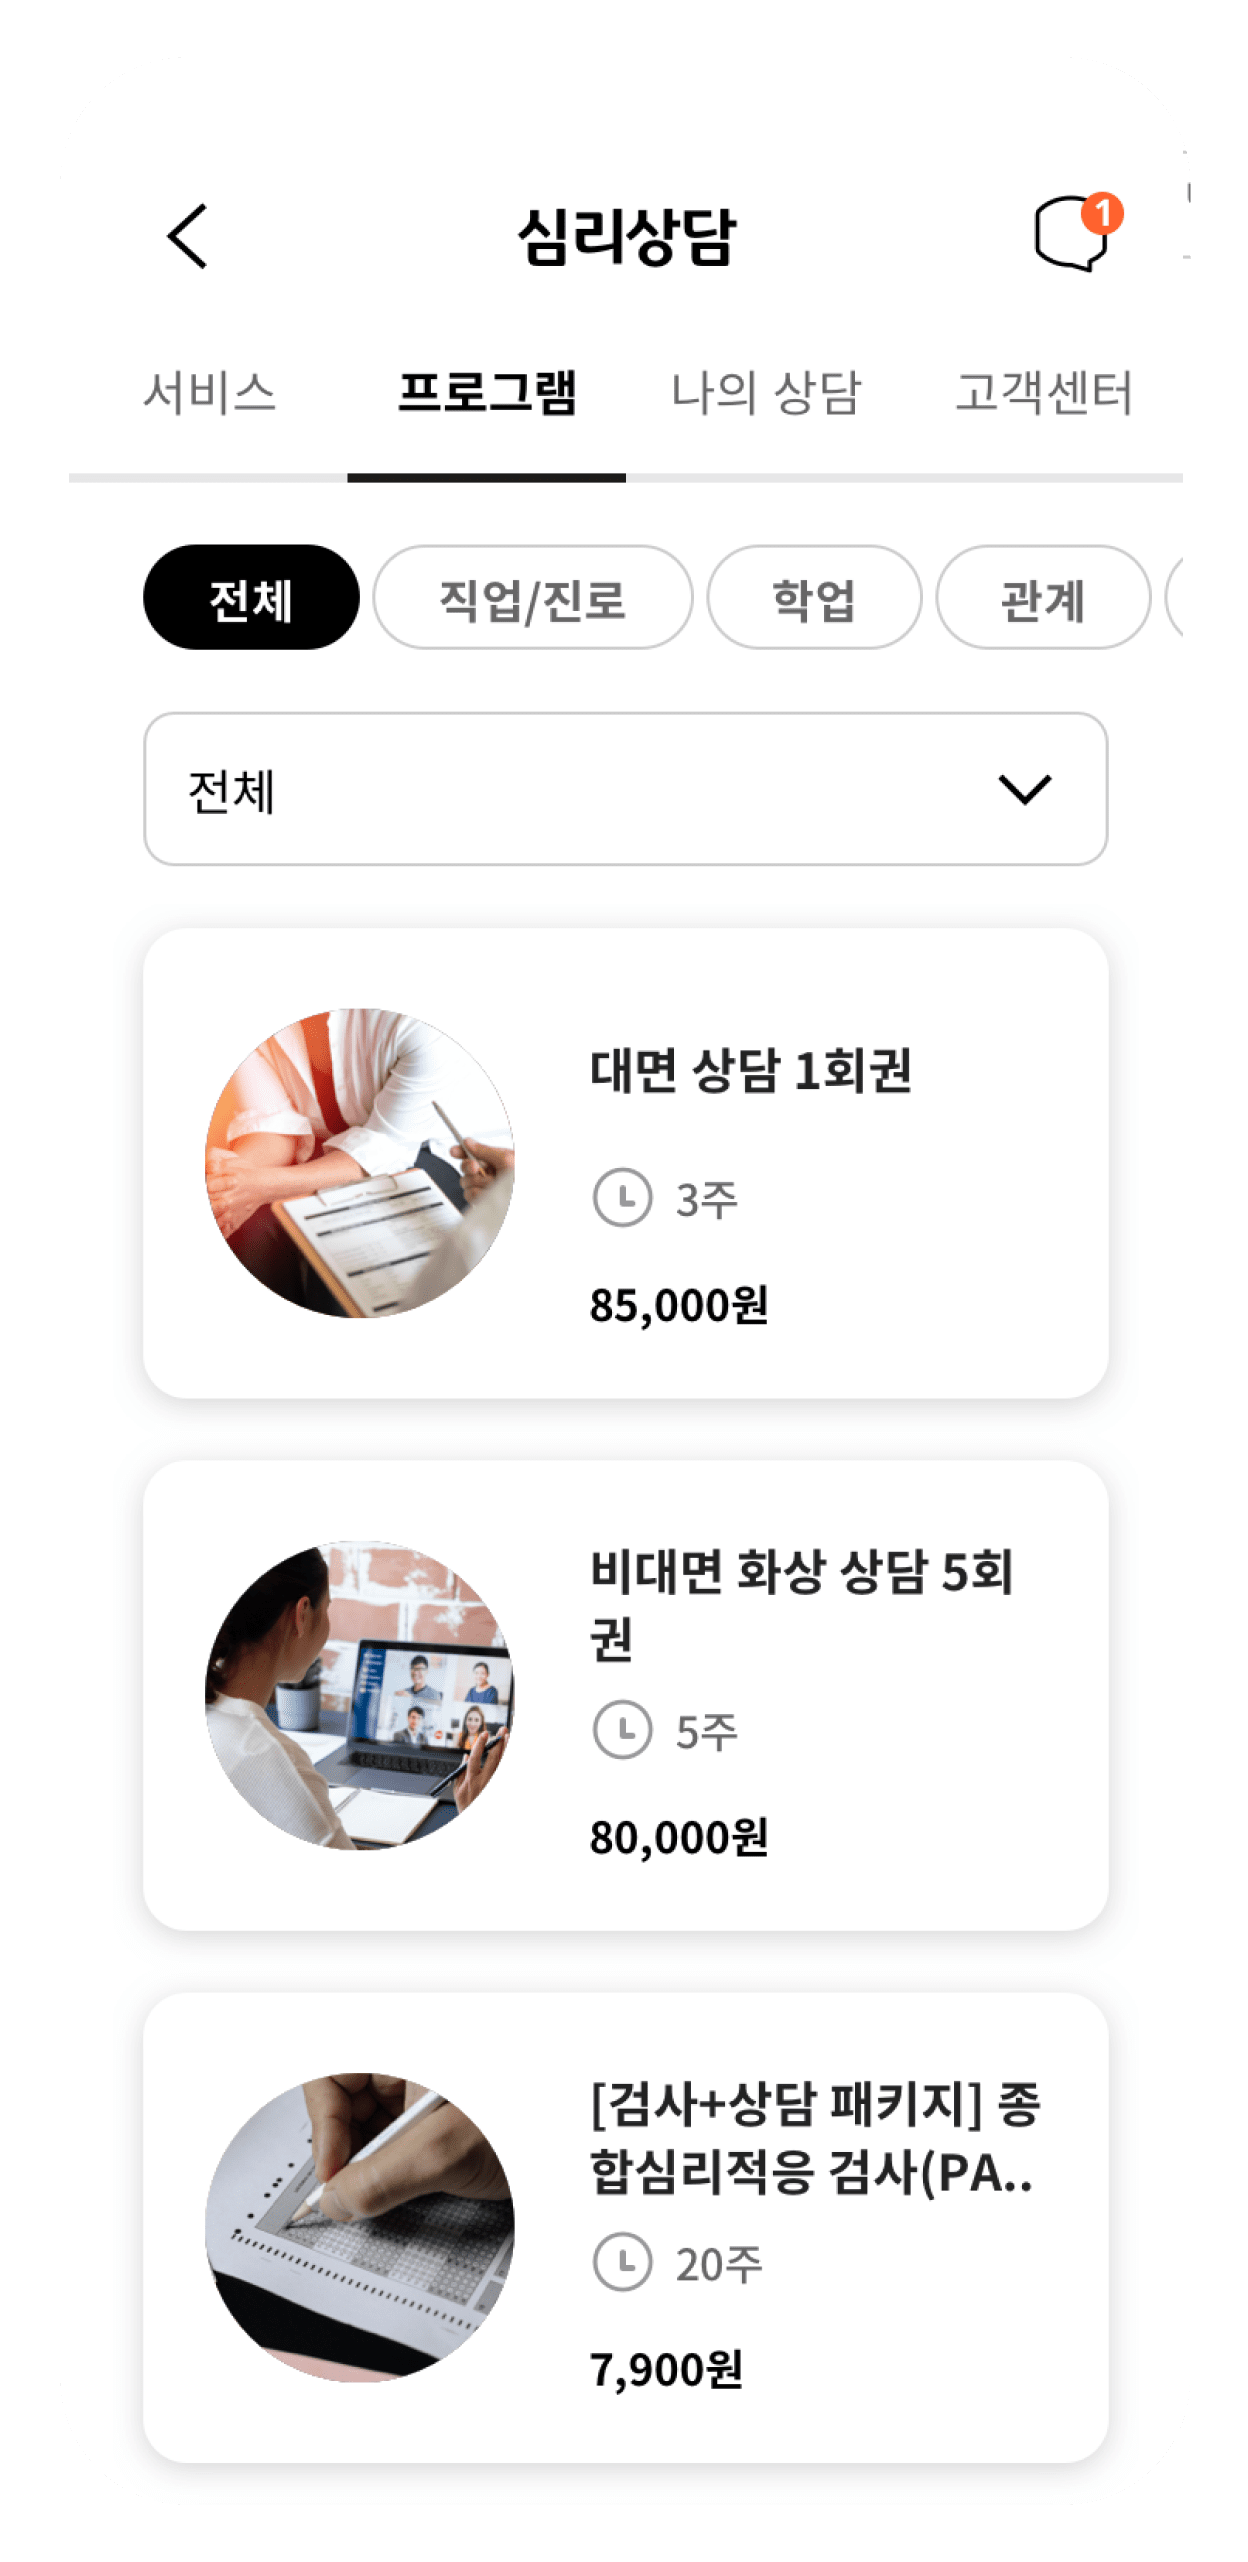 심리상담
1
서비스 프로그램 나의 상담 고객센터
전체 직업/진로 학업 관계
전체
대면 상담 1회권
3주
85,000원
비대면 화상 상담 5회
권
5주
80,000원
[검사+상담 패키지] 종
합심리적응 검사(PA..
20주
7,900원